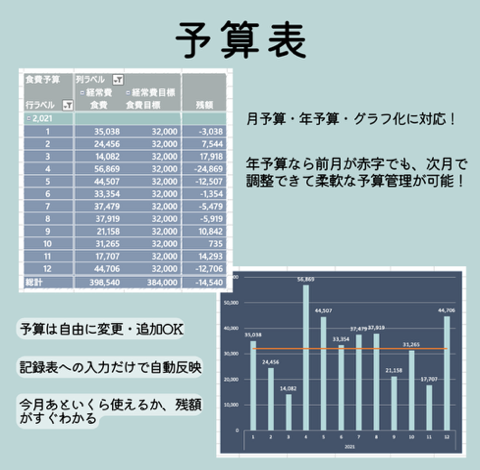 予算表
食費予算 列ラベル
経常費 経常費目標
行ラベル 食費 食費目標 残額
2,021
1 35,038 32,000 -3,038
2 24,456 32,000 7,544
3 14,082 32,000 17,918
4 56,869 32,000 -24,869
5 44,507 32,000 -12,507
6 33,354 32,000 -1,354
7 37,479 32,000 -5,479
8 37,919 32,000 -5,919
9 21,158 32,000 10,842
10 31,265 32,000 735
11 17,707 32,000 14,293
12 44,706 32,000 -12,706
総計 398,540 384,000 -14,540
月予算・年予算・グラフ化に対応！
年予算なら前月が赤字でも、次月で
調整できて柔軟な予算管理が可能！
予算は自由に変更・追加OK
記録表への入力だけで自動反映
今月あといくら使えるか、残額
がすぐわかる
56,869
50,000
44,507
44,706
40,000
37,479 37,919
35,038
33,354
31,265
30,000
24,456
21,158
20,000
17,707
14,082
10,000
0
1 2 3 4 5 6 7 8 9 10 11 12